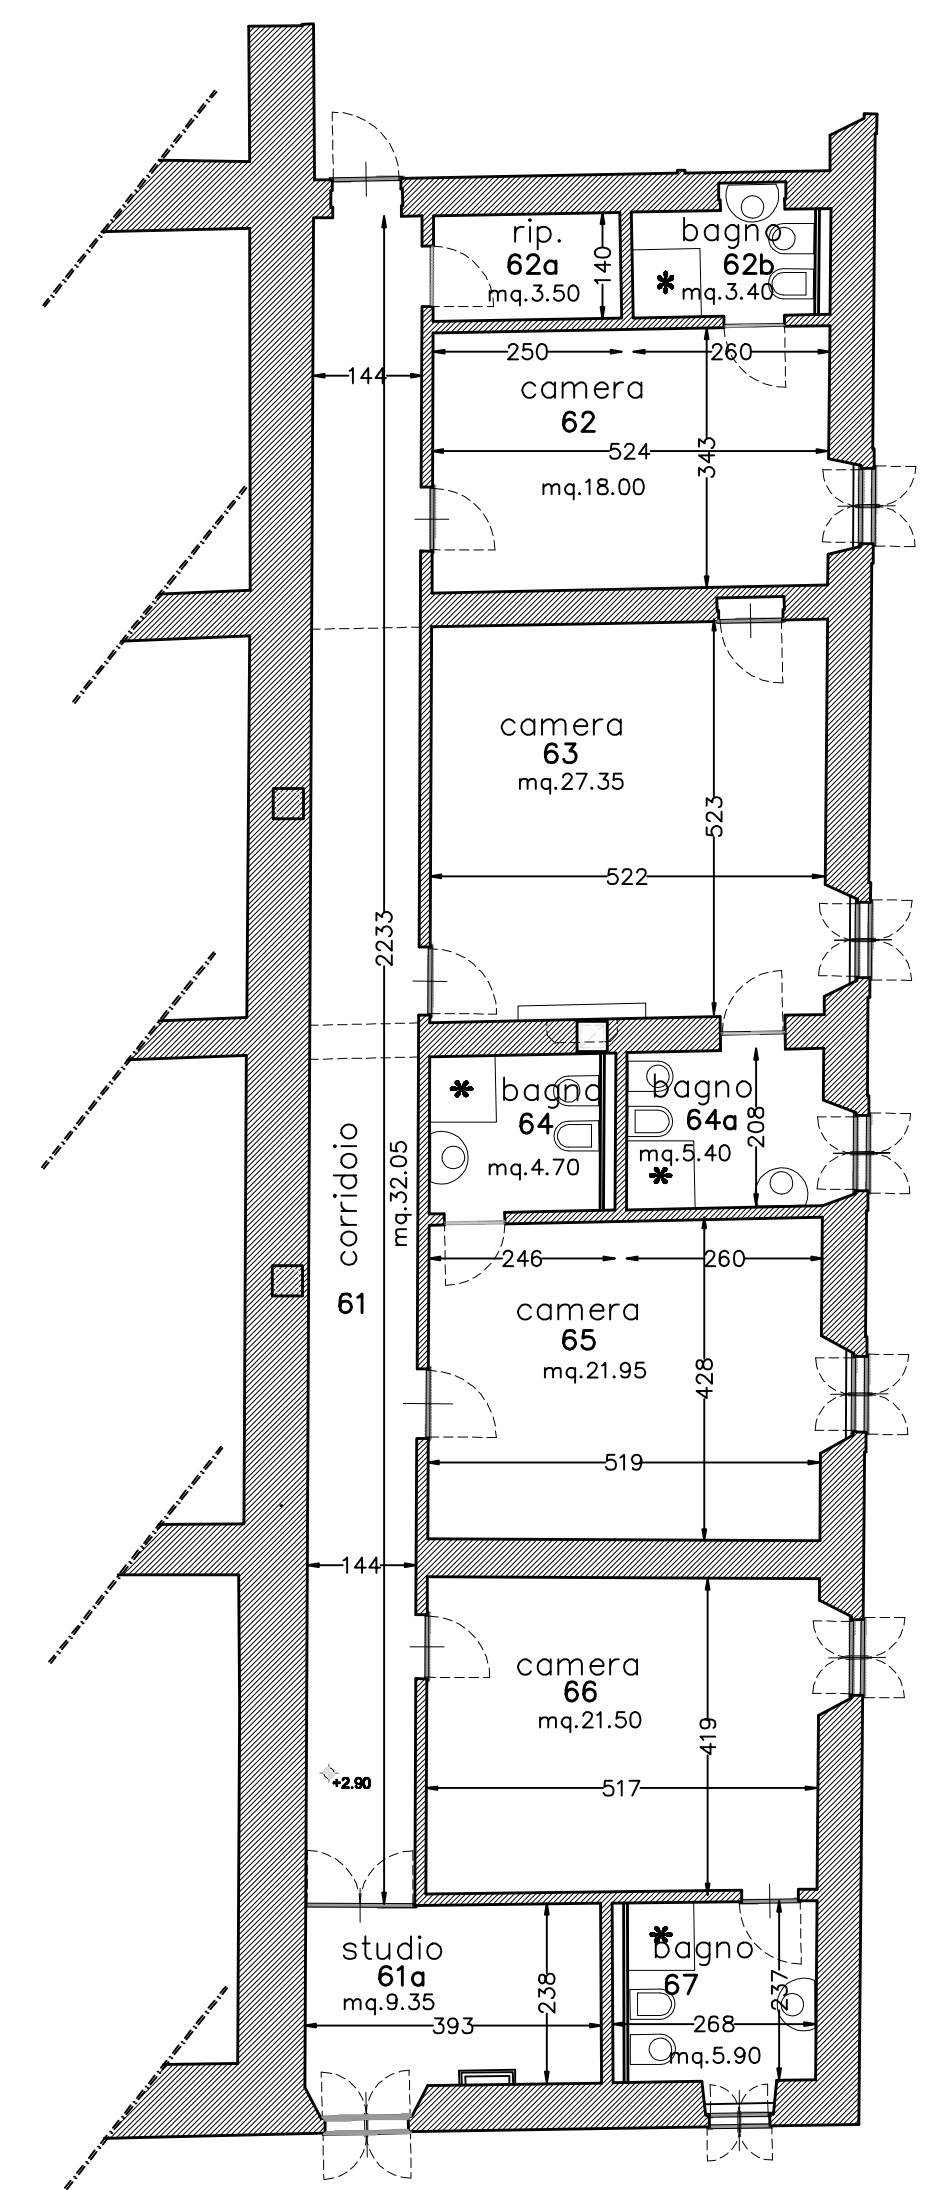 rip.
62a
mq.3.50
140
bagno
62b
mq.3.40
250
260
144
camera
62
524
343
mq.18.00
camera
63
mq.27.35
523
522
2233
corridoio
61
mq.32.05
bagno
64
mq.4.70
bagno
64a
mq.5.40
208
246
260
camera
65
mq.21.95
428
519
144
camera
66
mq.21.50
419
517
+2.90
studio
61a
mq.9.35
238
393
bagno
67
237
268
mq.5.90